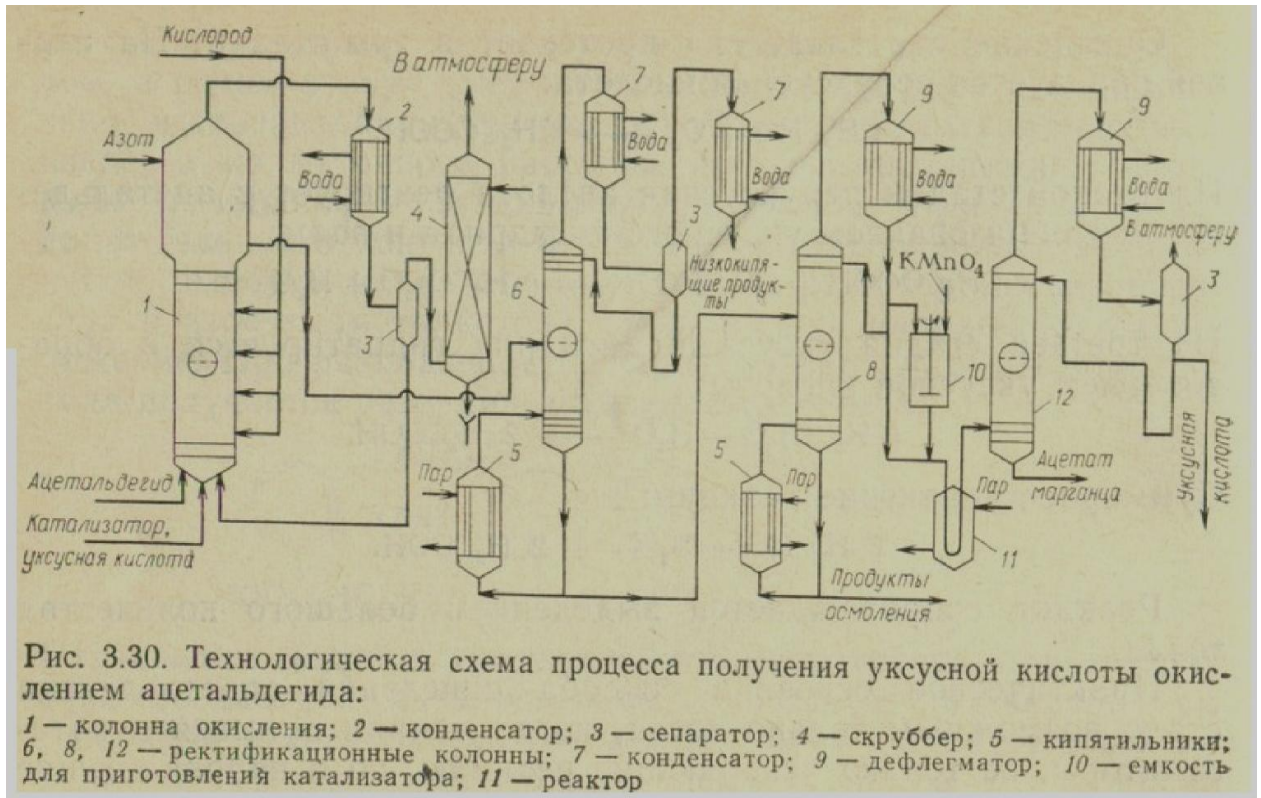 Кислород
В атмосферу
7
7
9
9
2
Азот
Вода
Вода
Вода
Вода
Вода
4
3
КMnO4
В атмосферу
Низкокипя-
щие продук-
ты
6
3
1
3
8
10
12
5
5
Пар
Пар
Пар
Ацетальдегид
Катализатор,
уксусная кислота
Ацетат
марганца
Уксусная
кислота
11
Продукты
осмоления
Рис. 3.30. Технологическая схема процесса получения уксусной кислоты окис-
лением ацетальдегида:
1 — колонна окисления; 2 — конденсатор; 3 — сепаратор; 4 — скруббер; 5 — кипятильники;
6, 8, 12 — ректификационные колонны; 7 — конденсатор; 9 — дефлегматор; 10 — емкость
для приготовлений катализатора; 11 — реактор